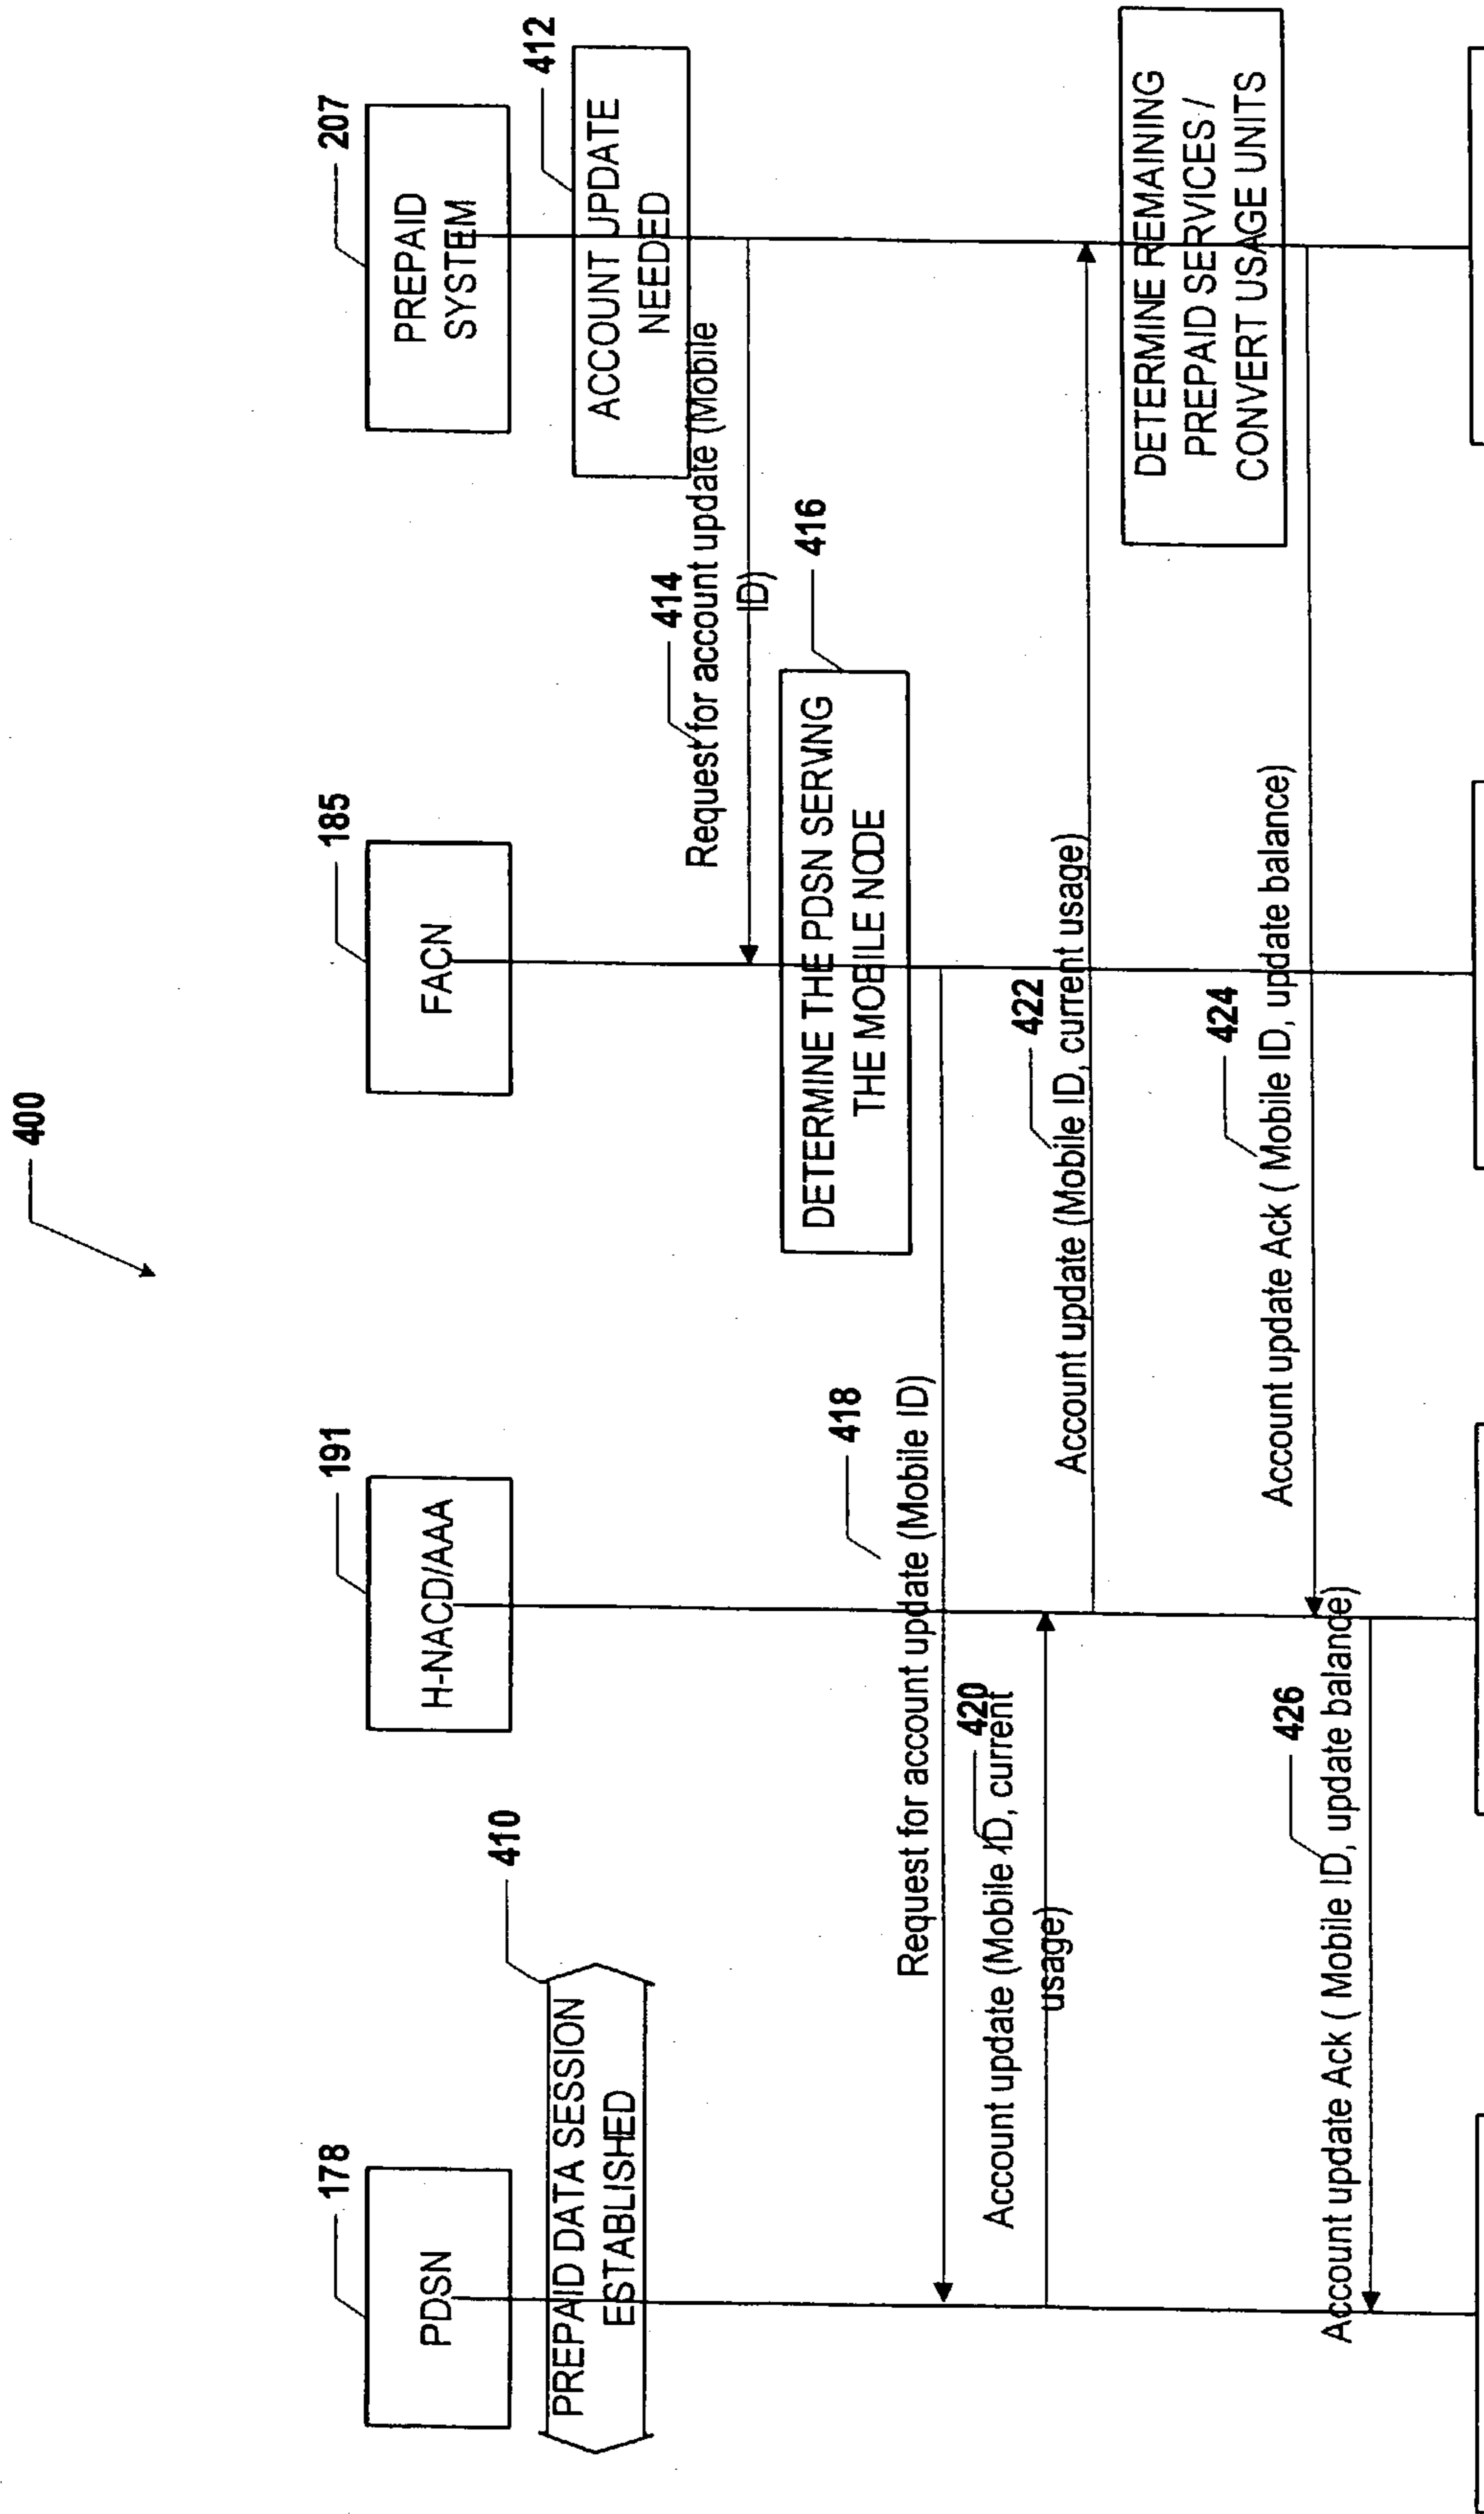 400
178
PDSN
191
H-NACD/AAA
185
FACN
207
PREPAID
SYSTEM
410
PREPAID DATA SESSION
ESTABLISHED
412
ACCOUNT UPDATE
NEEDED
414
Request for account update (Mobile
ID)
416
DETERMINE THE PDSN SERVING
THE MOBILE NODE
418
Request for account update (Mobile ID)
420
Account update (Mobile ID, current
usage)
422
Account update (Mobile ID, current usage)
DETERMINE REMAINING
PREPAID SERVICES /
CONVERT USAGE UNITS
424
Account update Ack ( Mobile ID, update balance)
426
Account update Ack ( Mobile ID, update balance)